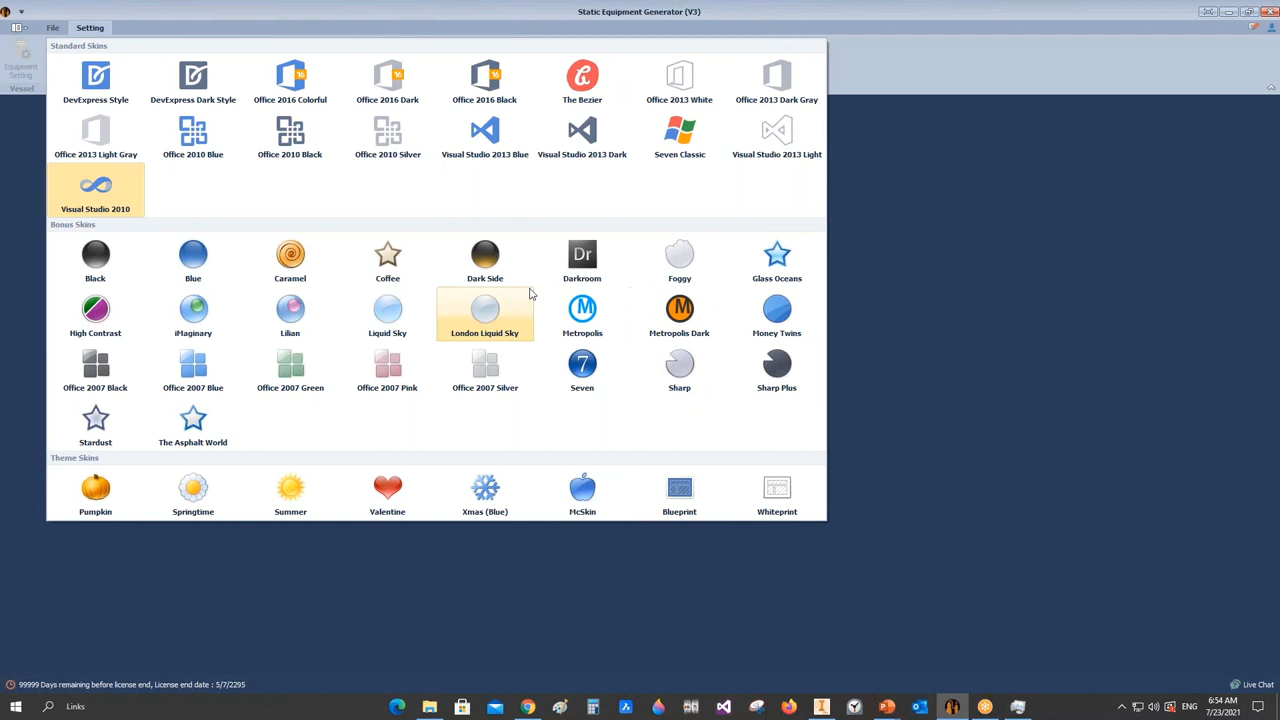 Static Equipment Generator (V3)
File Setting
Equipment
Setting
Vessel
Standard Skins
DevExpress Style DevExpress Dark Style Office 2016 Colorful Office 2016 Dark Office 2016 Black The Bezier Office 2013 White Office 2013 Dark Gray
Office 2013 Light Gray Office 2010 Blue Office 2010 Black Office 2010 Silver Visual Studio 2013 Blue Visual Studio 2013 Dark Seven Classic Visual Studio 2013 Light
Visual Studio 2010
Bonus Skins
Dr
Black Blue Caramel Coffee Dark Side Darkroom Foggy Glass Oceans
M M
High Contrast iMaginary Lilian Liquid Sky London Liquid Sky Metropolis Metropolis Dark Money Twins
7
Office 2007 Black Office 2007 Blue Office 2007 Green Office 2007 Pink Office 2007 Silver Seven Sharp Sharp Plus
Stardust The Asphalt World
Theme Skins
Pumpkin Springtime Summer Valentine Xmas (Blue) McSkin Blueprint Whiteprint
99999 Days remaining before license end, License end date : 5/7/2295 Live Chat
Links ENG 6:54 AM
7/23/2021